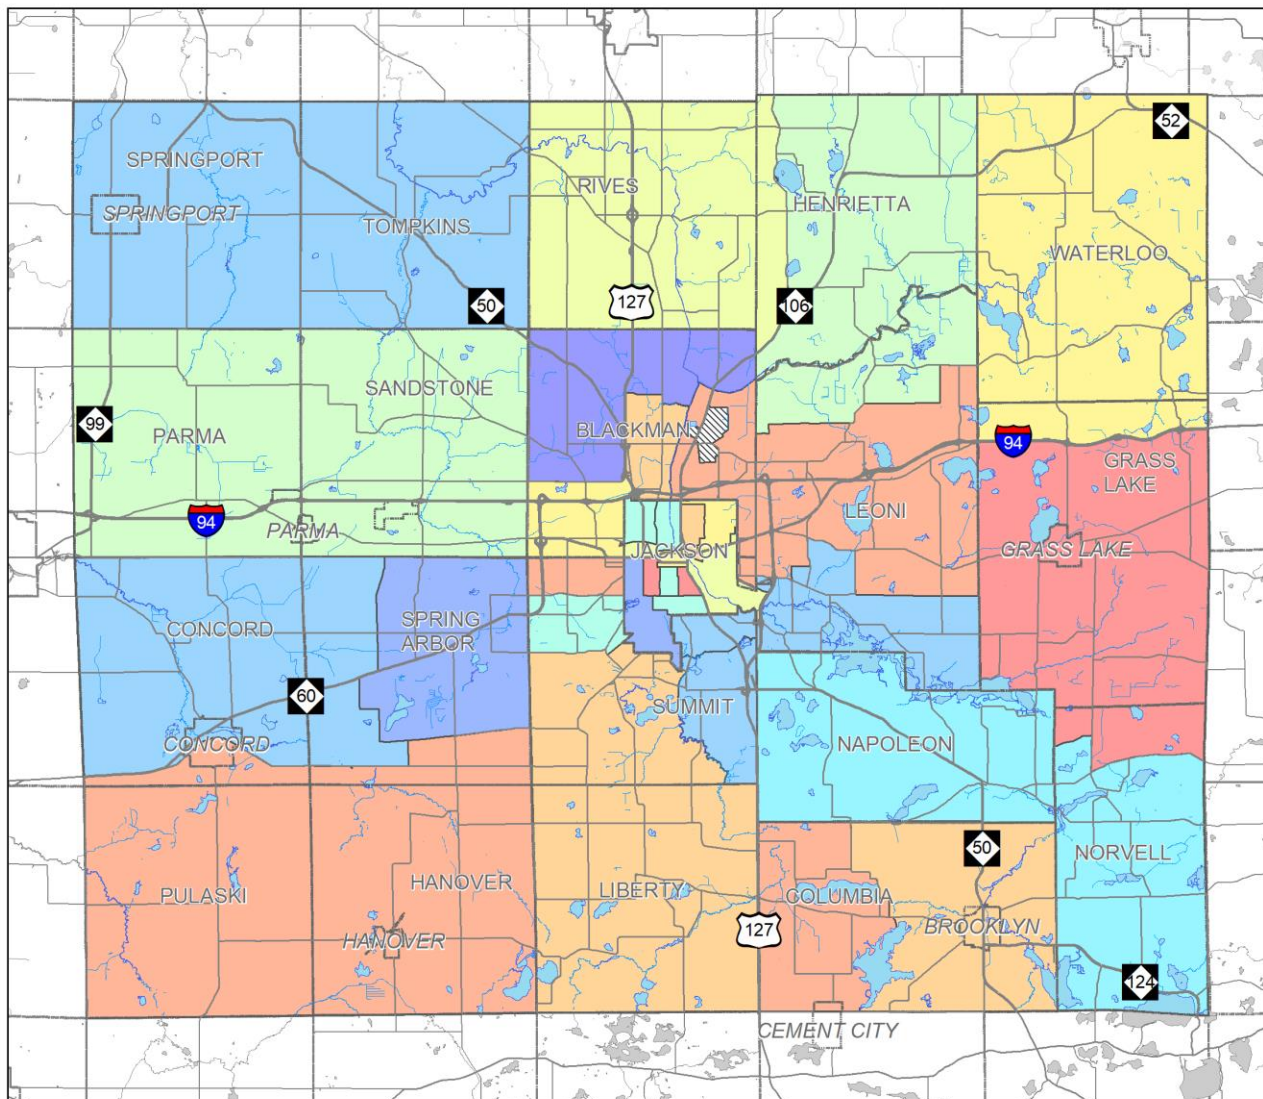 52
SPRINGPORT
RIVES
SPRINGPORT
HENRIETTA
TOMPKINS
WATERLOO
50
127
106
SANDSTONE
99
PARMA
BLACKMAN
94
GRASS
LAKE
LEONI
94
PARMA
JACKSON
GRASS LAKE
CONCORD
SPRING
ARBOR
60
SUMMIT
CONCORD
NAPOLEON
50
NORVELL
PULASKI
HANOVER
LIBERTY
COLUMBIA
BROOKLYN
127
HANOVER
124
CEMENT CITY